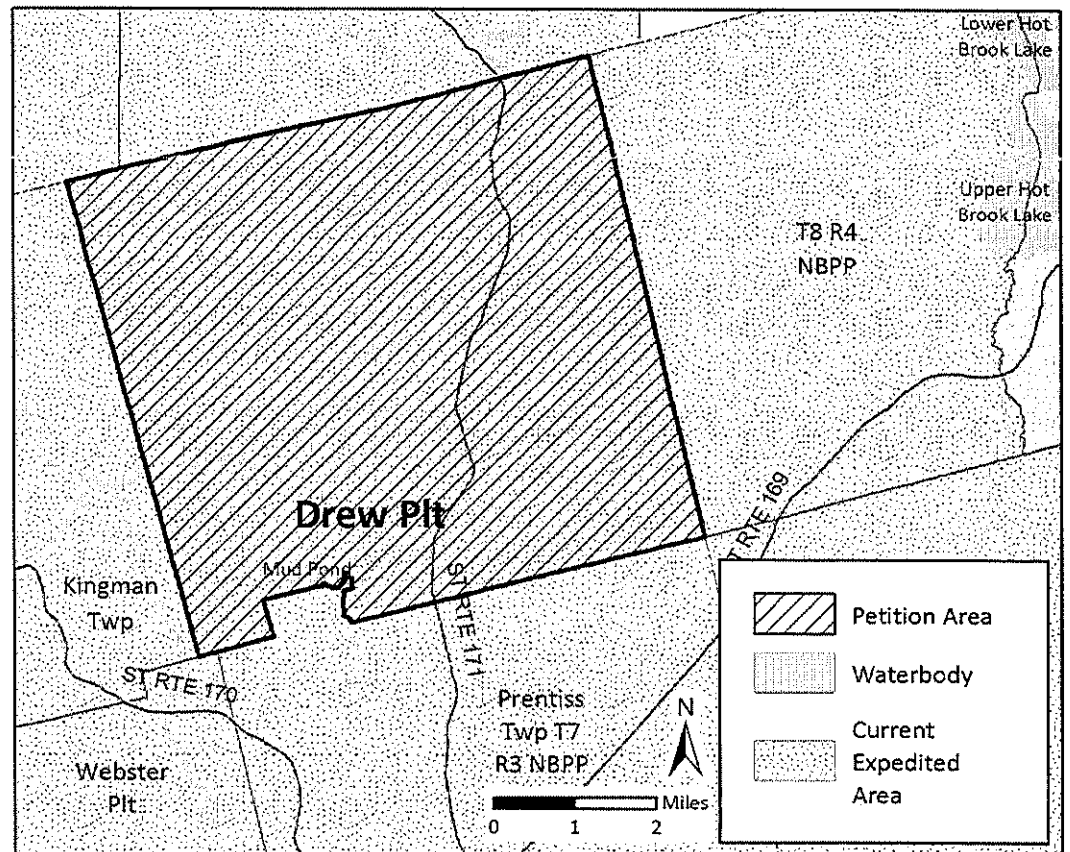 Lower Hot
Brook Lake
Upper Hot
Brook Lake
T8 R4
NBPP
Drew Plt
Mud Pond
Kingman
Twp
ST RTE 169
ST RTE 171
ST RTE 170
Prentiss
Twp T7
R3 NBPP
Webster
Plt
N
Miles
0 1 2
Petition Area
Waterbody
Current
Expedited
Area